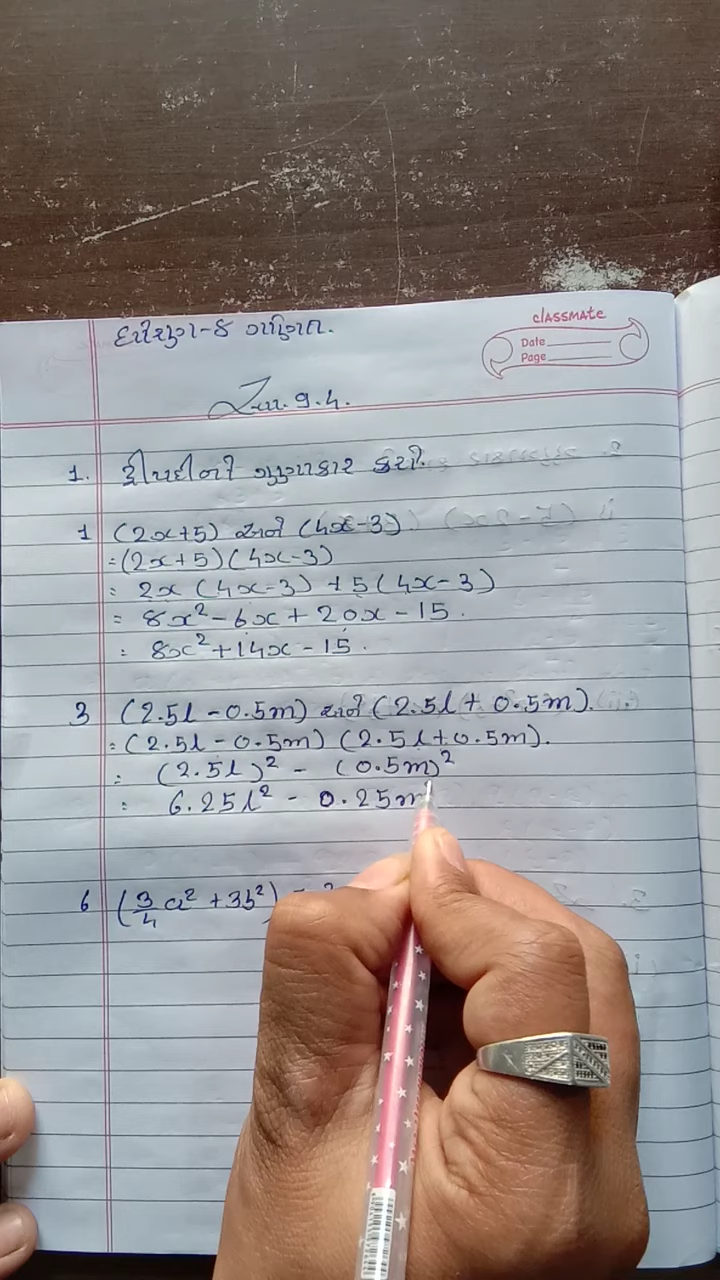 ધોરણ-8 ગણિત.
CLASSMATE
Date
Page
સ્વા. 9.4.
1. દ્વીપદીનો ગુણાકાર કરો.
1 (2x+5) અને (4x-3)
= (2x+5)(4x-3)
= 2x (4x-3) +5(4x-3)
= 8x² - 6x + 20x - 15.
= 8x² + 14x - 15.
3 (2.5l - 0.5m) અને (2.5l + 0.5m).
= (2.5l - 0.5m) (2.5l + 0.5m).
= (2.5l)² - (0.5m)²
= 6.25l² - 0.25m
6 (3/4 a² + 3b²)